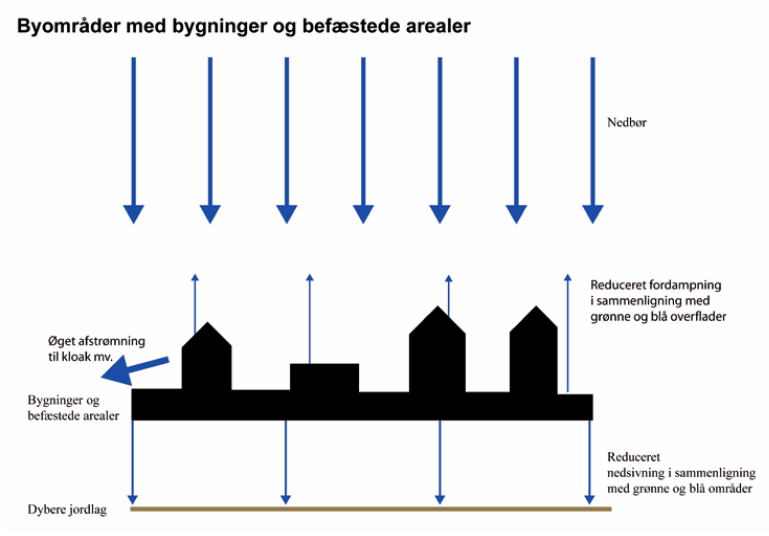 Byområder med bygninger og befæstede arealer
Nedbør
Reduceret fordampning
i sammenligning med
grønne og blå overflader
Øget afstrømning
til kloak mv.
Bygninger og
befæstede arealer
Reduceret
nedsivning i sammenligning
med grønne og blå områder
Dybere jordlag